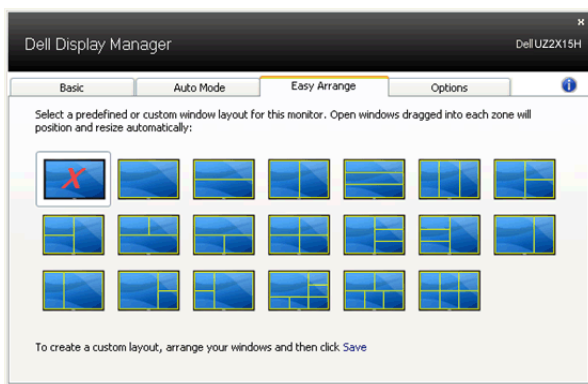 Dell Display Manager
Dell UZ2X15H
Basic
Auto Mode
Easy Arrange
Options
Select a predefined or custom window layout for this monitor. Open windows dragged into each zone will
position and resize automatically:
To create a custom layout, arrange your windows and then click Save